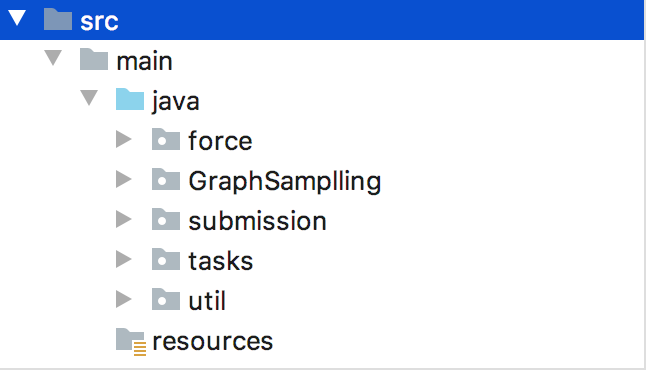 src
main
java
force
GraphSamplling
submission
tasks
util
resources